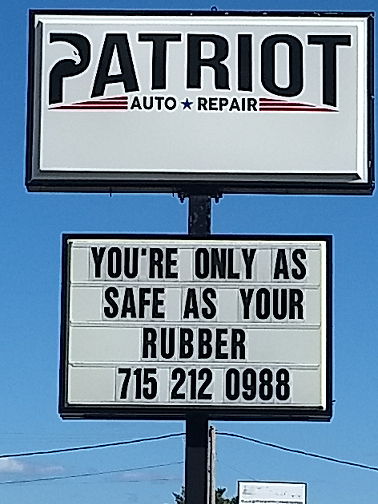 PATRIOT
AUTO ★ REPAIR
YOU'RE ONLY AS
SAFE AS YOUR
RUBBER
715 212 0988